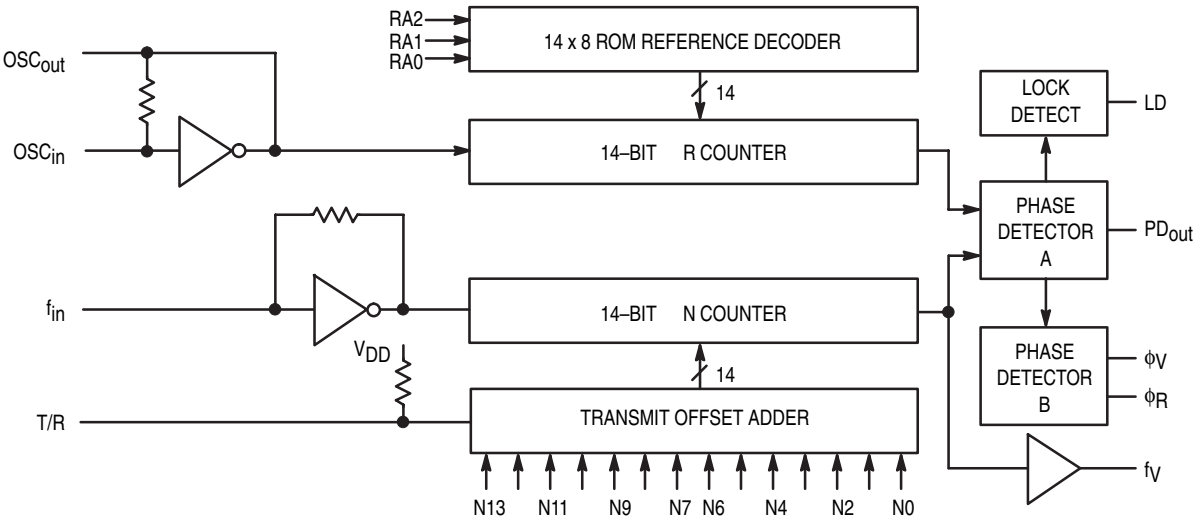 RA2
RA1
RA0
14 x 8 ROM REFERENCE DECODER
OSCout
14
LOCK
DETECT
LD
OSCin
14–BIT R COUNTER
PHASE
DETECTOR
A
PDout
fin
14–BIT N COUNTER
VDD
14
PHASE
DETECTOR
B
ϕV
ϕR
T/R
TRANSMIT OFFSET ADDER
fV
N13 N11 N9 N7 N6 N4 N2 N0